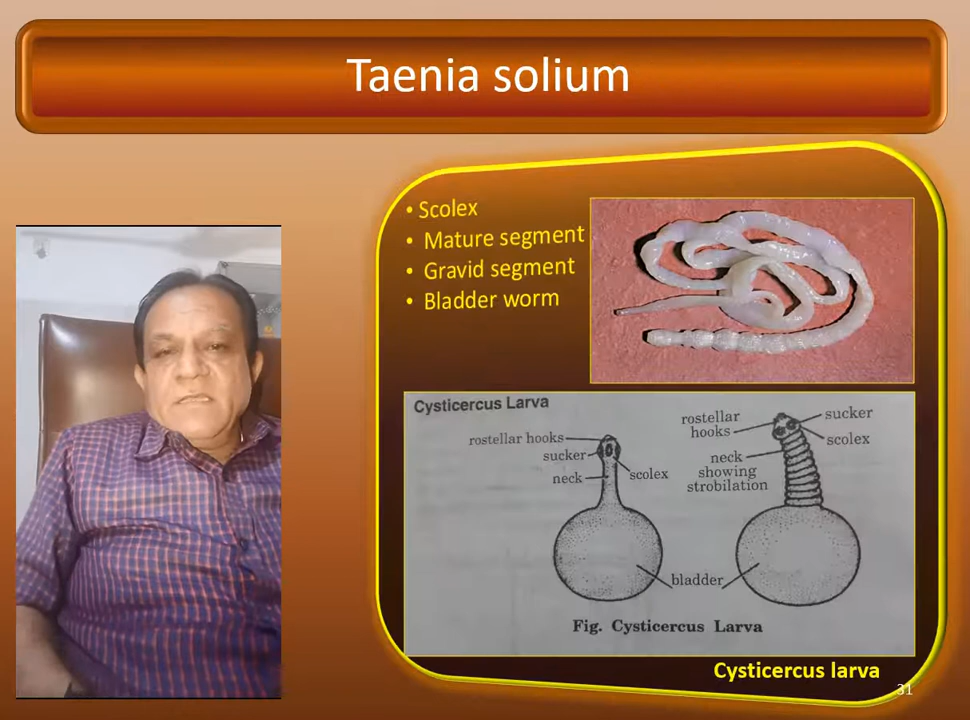 Taenia solium
• Scolex
• Mature segment
• Gravid segment
• Bladder worm
Cysticercus Larva
rostellar hooks
sucker
neck
scolex
rostellar
hooks
neck
showing
strobilation
sucker
scolex
bladder
Fig. Cysticercus Larva
Cysticercus larva
31